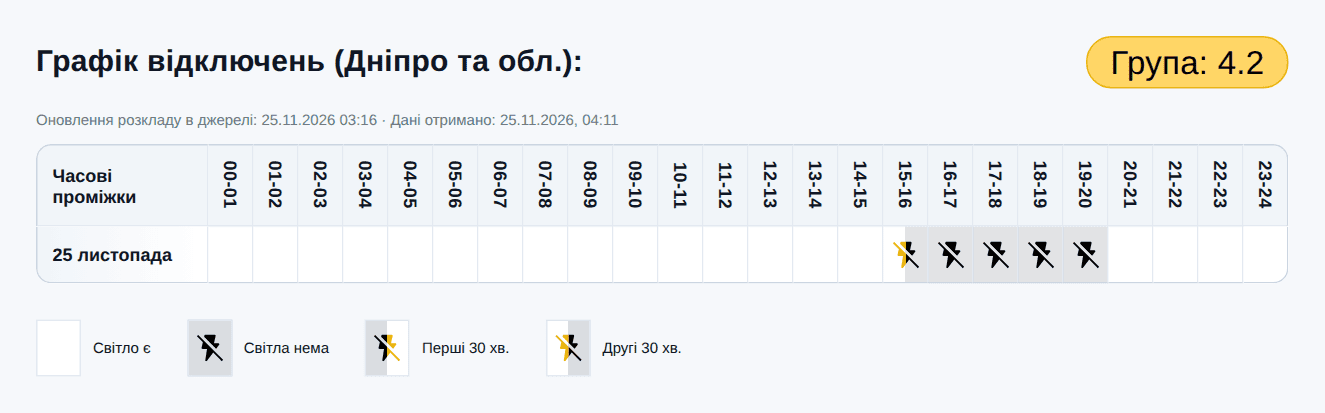 Графік відключень (Дніпро та обл.):
Група: 4.2
Оновлення розкладу в джерелі: 25.11.2026 03:16 · Дані отримано: 25.11.2026, 04:11
Часові
проміжки
00-01 01-02 02-03 03-04 04-05 05-06 06-07 07-08 08-09 09-10 10-11 11-12 12-13 13-14 14-15 15-16 16-17 17-18 18-19 19-20 20-21 21-22 22-23 23-24
25 листопада
Світло є Світла нема Перші 30 хв. Другі 30 хв.